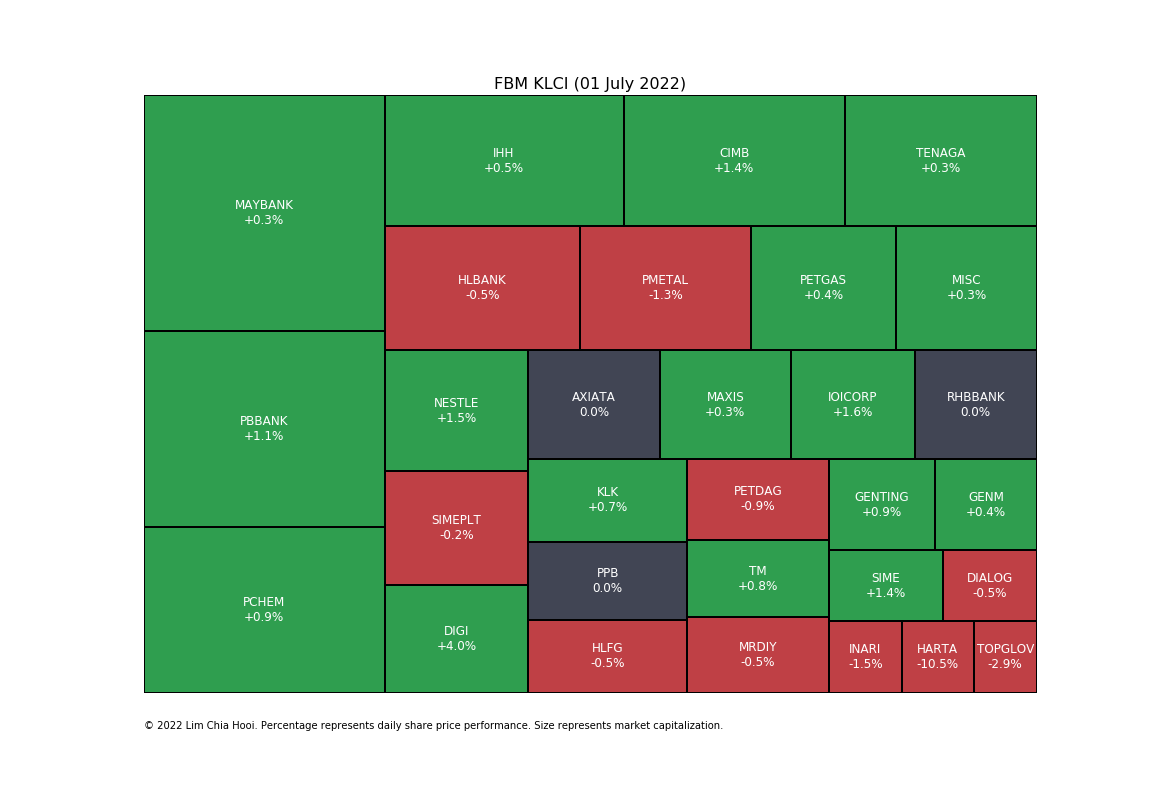 FBM KLCI (01 July 2022)
MAYBANK
+0.3%
PBBANK
+1.1%
PCHEM
+0.9%
IHH
+0.5%
CIMB
+1.4%
TENAGA
+0.3%
HLBANK
-0.5%
PMETAL
-1.3%
PETGAS
+0.4%
MISC
+0.3%
NESTLE
+1.5%
SIMEPLT
-0.2%
DIGI
+4.0%
AXIATA
0.0%
MAXIS
+0.3%
IOICORP
+1.6%
RHBBANK
0.0%
KLK
+0.7%
PPB
0.0%
HLFG
-0.5%
PETDAG
-0.9%
TM
+0.8%
MRDIY
-0.5%
GENTING
+0.9%
GENM
+0.4%
SIME
+1.4%
DIALOG
-0.5%
INARI
-1.5%
HARTA
-10.5%
TOPGLOV
-2.9%
© 2022 Lim Chia Hooi. Percentage represents daily share price performance. Size represents market capitalization.